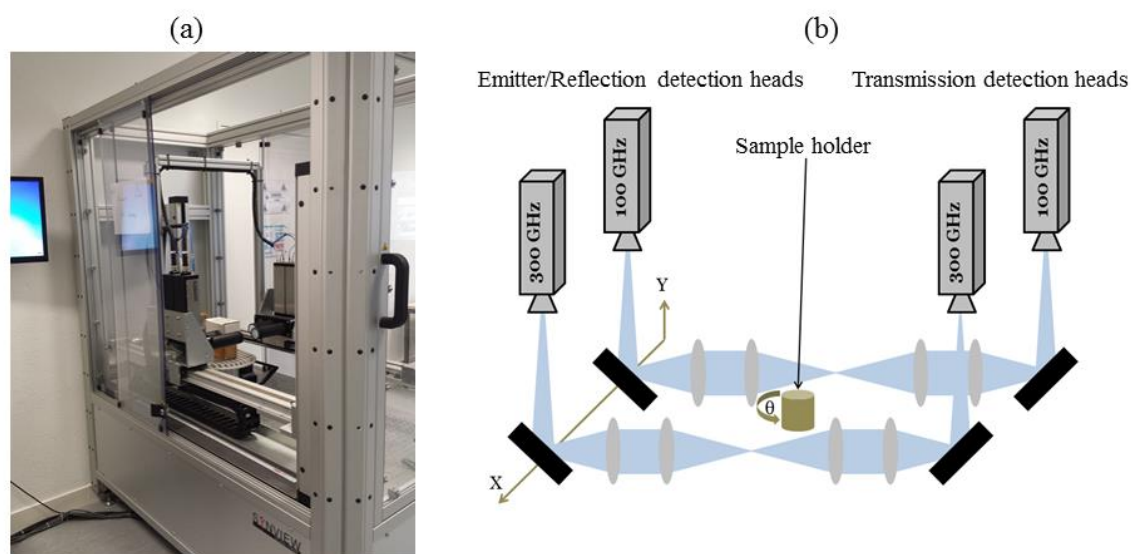 (a)
(b)
Emitter/Reflection detection heads
Transmission detection heads
Sample holder
100 GHz
100 GHz
300 GHz
300 GHz
Y
θ
X
SYNVIEW